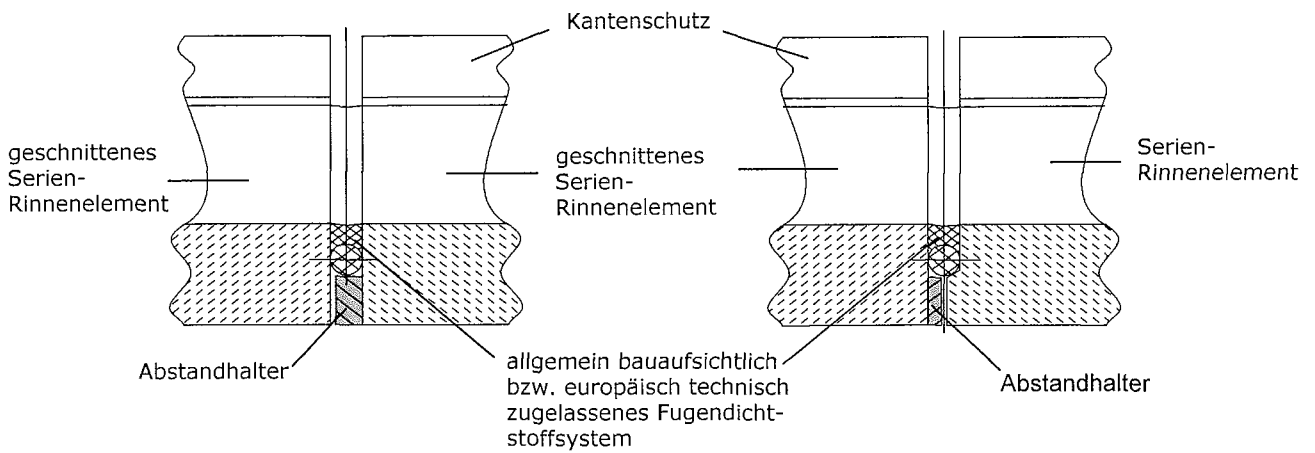 Kantenschutz
geschnittenes
Serien-
Rinnenelement
geschnittenes
Serien-
Rinnenelement
Serien-
Rinnenelement
Abstandhalter
allgemein bauaufsichtlich
bzw. europäisch technisch
zugelassenes Fugendicht-
stoffsystem
Abstandhalter